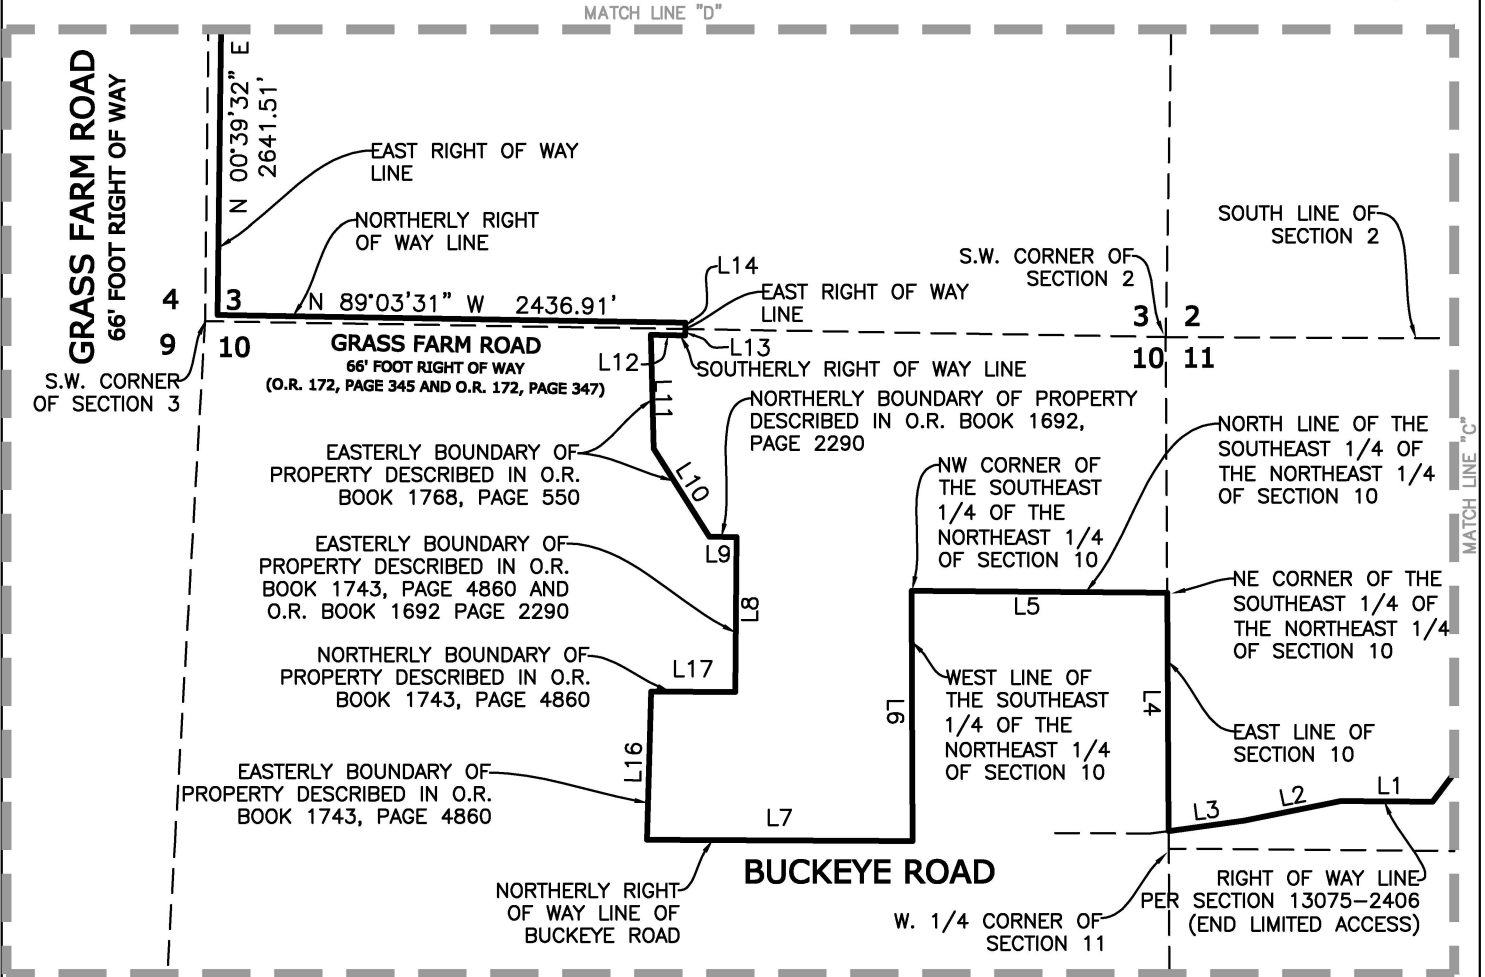 MATCH LINE "D"
GRASS FARM ROAD
66' FOOT RIGHT OF WAY
N 00°39'32" E
2641.51'
EAST RIGHT OF WAY
LINE
NORTHERLY RIGHT
OF WAY LINE
SOUTH LINE OF
SECTION 2
S.W. CORNER OF
SECTION 2
L14
EAST RIGHT OF WAY
LINE
4
3
N 89°03'31" W 2436.91'
3
2
9
10
GRASS FARM ROAD
66' FOOT RIGHT OF WAY
(O.R. 172, PAGE 345 AND O.R. 172, PAGE 347)
L12
L13
SOUTHERLY RIGHT OF WAY LINE
10
11
S.W. CORNER
OF SECTION 3
L11
NORTHERLY BOUNDARY OF PROPERTY
DESCRIBED IN O.R. BOOK 1692,
PAGE 2290
NORTH LINE OF THE
SOUTHEAST 1/4 OF
THE NORTHEAST 1/4
OF SECTION 10
MATCH LINE "C"
EASTERLY BOUNDARY OF
PROPERTY DESCRIBED IN O.R.
BOOK 1768, PAGE 550
L10
NW CORNER OF
THE SOUTHEAST
1/4 OF THE
NORTHEAST 1/4
OF SECTION 10
EASTERLY BOUNDARY OF
PROPERTY DESCRIBED IN O.R.
BOOK 1743, PAGE 4860 AND
O.R. BOOK 1692 PAGE 2290
L9
L8
L5
NE CORNER OF THE
SOUTHEAST 1/4 OF
THE NORTHEAST 1/4
OF SECTION 10
NORTHERLY BOUNDARY OF
PROPERTY DESCRIBED IN O.R.
BOOK 1743, PAGE 4860
L17
L6
WEST LINE OF
THE SOUTHEAST
1/4 OF THE
NORTHEAST 1/4
OF SECTION 10
L4
EAST LINE OF
SECTION 10
EASTERLY BOUNDARY OF
PROPERTY DESCRIBED IN O.R.
BOOK 1743, PAGE 4860
L16
L7
L3
L2
L1
BUCKEYE ROAD
NORTHERLY RIGHT
OF WAY LINE OF
BUCKEYE ROAD
W. 1/4 CORNER OF
SECTION 11
RIGHT OF WAY LINE
PER SECTION 13075-2406
(END LIMITED ACCESS)